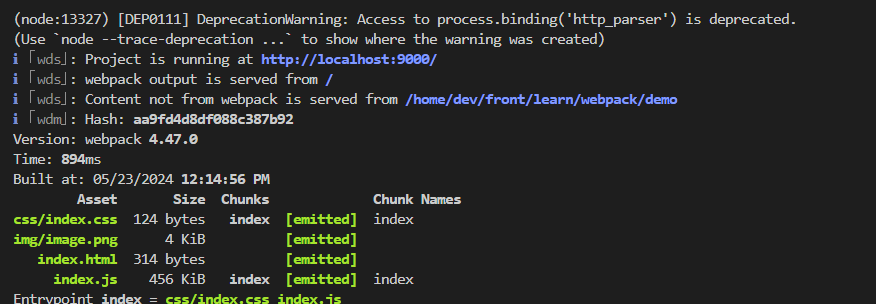 (node:13327) [DEP0111] DeprecationWarning: Access to process.binding('http_parser') is deprecated.
(Use `node --trace-deprecation ...` to show where the warning was created)
ℹ ｢wds｣: Project is running at http://localhost:9000/
ℹ ｢wds｣: webpack output is served from /
ℹ ｢wds｣: Content not from webpack is served from /home/dev/front/learn/webpack/demo
ℹ ｢wdm｣: Hash: aa9fd4d8df088c387b92
Version: webpack 4.47.0
Time: 894ms
Built at: 05/23/2024 12:14:56 PM
Asset Size Chunks Chunk Names
css/index.css 124 bytes index [emitted] index
img/image.png 4 KiB [emitted]
index.html 314 bytes [emitted]
index.js 456 KiB index [emitted] index
Entrypoint index = css/index.css index.js